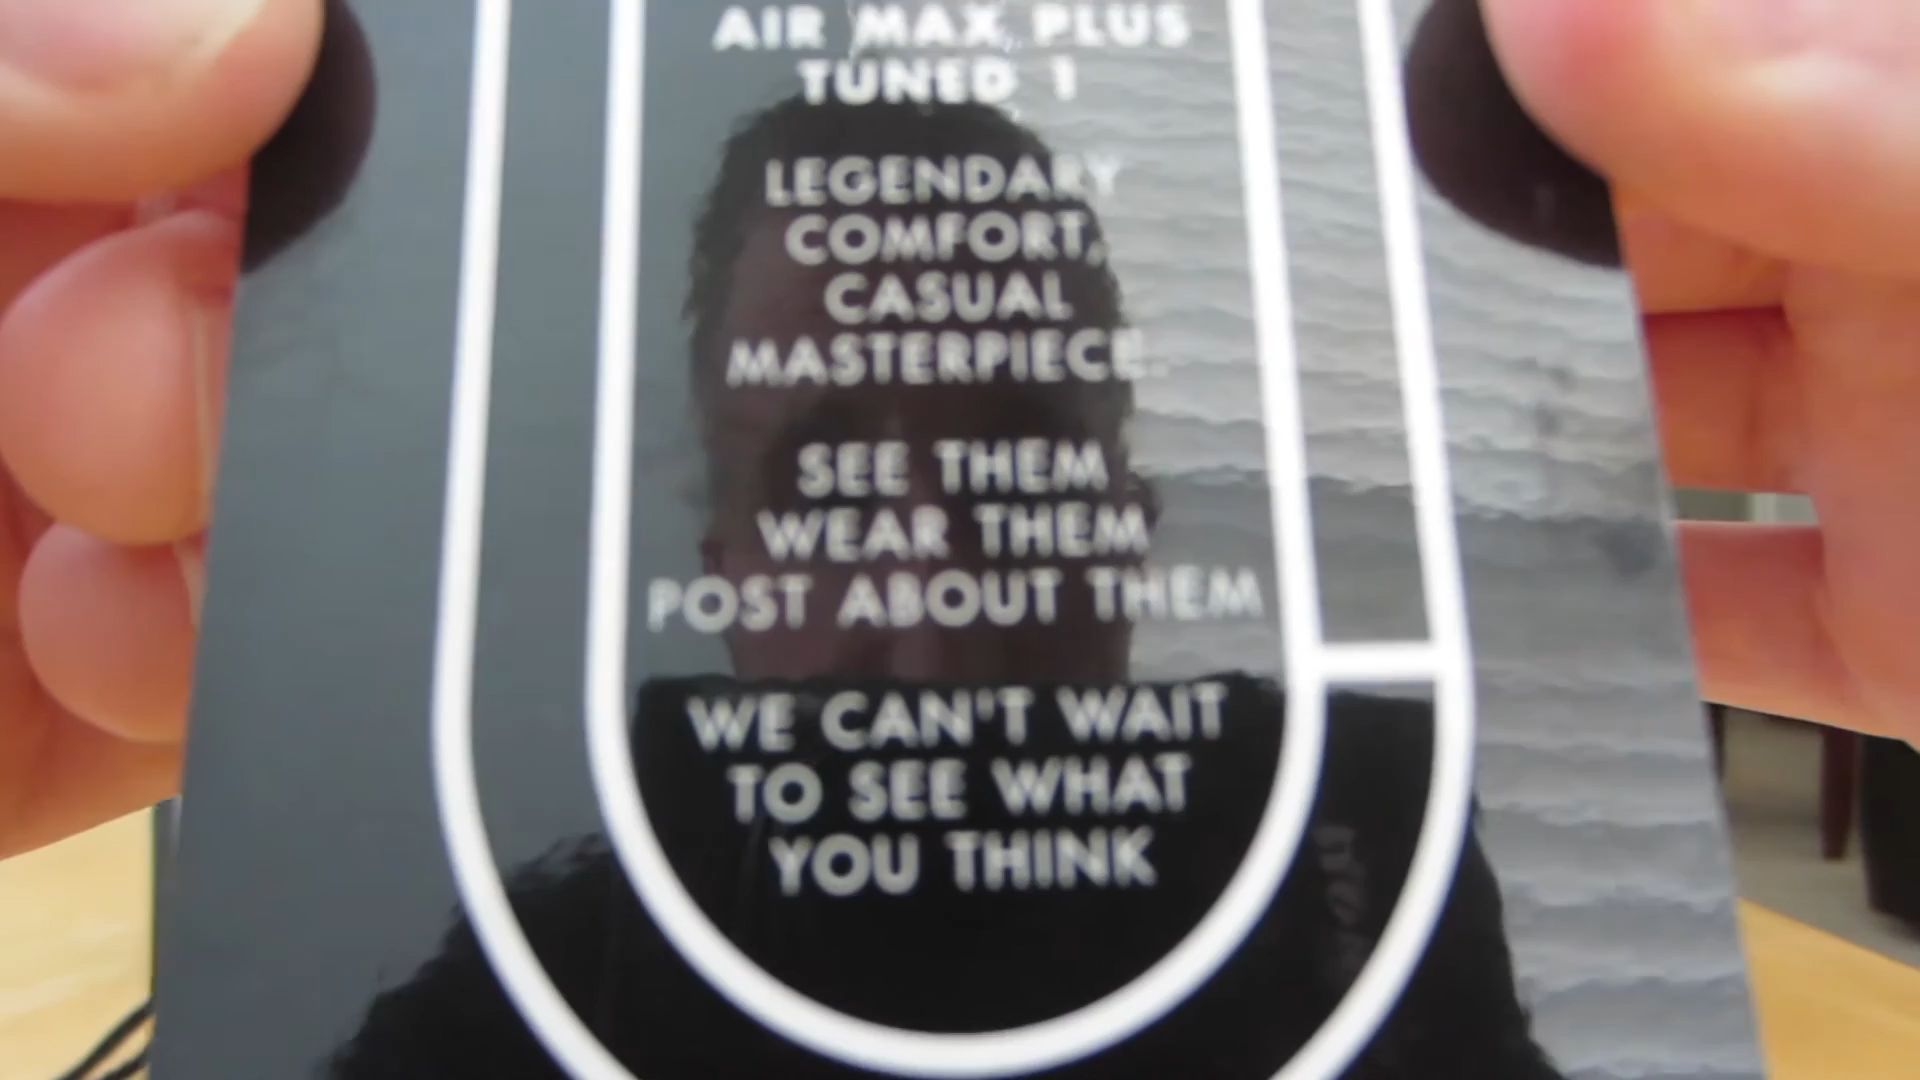 AIR MAX PLUS
TUNED 1
LEGENDARY
COMFORT,
CASUAL
MASTERPIECE.
SEE THEM
WEAR THEM
POST ABOUT THEM
WE CAN'T WAIT
TO SEE WHAT
YOU THINK